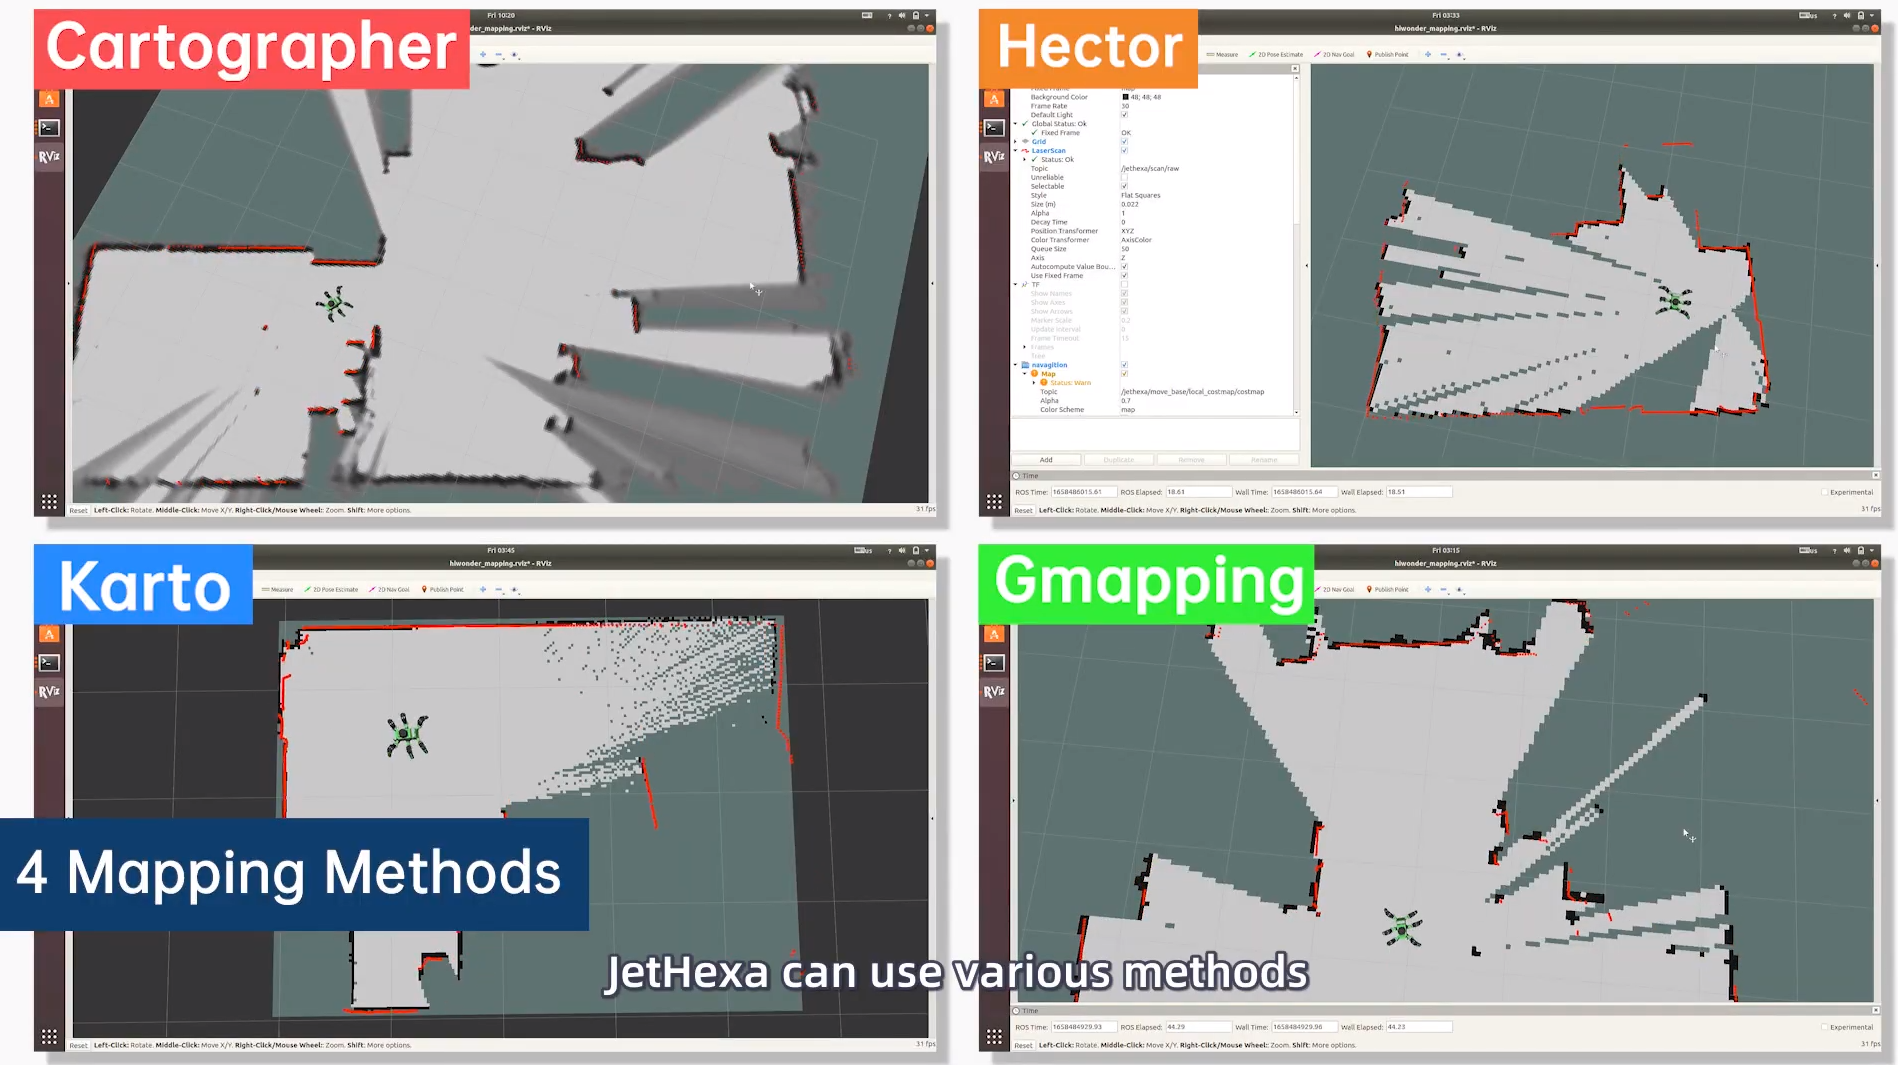 Cartographer
Fri 10:20
der_mapping.rviz* - RViz
RViz
Reset Left-Click: Rotate. Middle-Click: Move X/Y. Right-Click/Mouse Wheel: Zoom. Shift: More options.
31 fps
Hector
Fri 03:33
hiwonder_mapping.rviz* - RViz
Measure 2D Pose Estimate 2D Nav Goal Publish Point
RViz
Background Color 48; 48; 48
Frame Rate 30
Default Light
Global Status: Ok
Fixed Frame OK
Grid
LaserScan
Status: Ok
Topic /jethexa/scan/raw
Unreliable
Selectable
Style Flat Squares
Size (m) 0.022
Alpha 1
Decay Time 0
Position Transformer XYZ
Color Transformer AxisColor
Queue Size 50
Axis Z
Autocompute Value Bou...
Use Fixed Frame
TF
Show Names
Show Axes
Show Arrows
Marker Scale 0.2
Update Interval 0
Frame Timeout 15
Frames
Tree
navagition
Map
Status: Warn
Topic /jethexa/move_base/local_costmap/costmap
Alpha 0.7
Color Scheme map
Add Duplicate Remove Rename
Time
ROS Time: 1658486015.61 ROS Elapsed: 18.61 Wall Time: 1658486015.64 Wall Elapsed: 18.51 Experimental
Reset Left-Click: Rotate. Middle-Click: Move X/Y. Right-Click/Mouse Wheel: Zoom. Shift: More options.
31 fps
Karto
Fri 03:45
hiwonder_mapping.rviz* - RViz
Measure 2D Pose Estimate 2D Nav Goal Publish Point
RViz
4 Mapping Methods
Reset Left-Click: Rotate. Middle-Click: Move X/Y. Right-Click/Mouse Wheel: Zoom. Shift: More options.
31 fps
Gmapping
Fri 03:15
hiwonder_mapping.rviz* - RViz
2D Nav Goal Publish Point
RViz
JetHexa can use various methods
Time
ROS Time: 1658484929.93 ROS Elapsed: 44.29 Wall Time: 1658484929.96 Wall Elapsed: 44.23 Experimental
Reset Left-Click: Rotate. Middle-Click: Move X/Y. Right-Click/Mouse Wheel: Zoom. Shift: More options.
31 fps